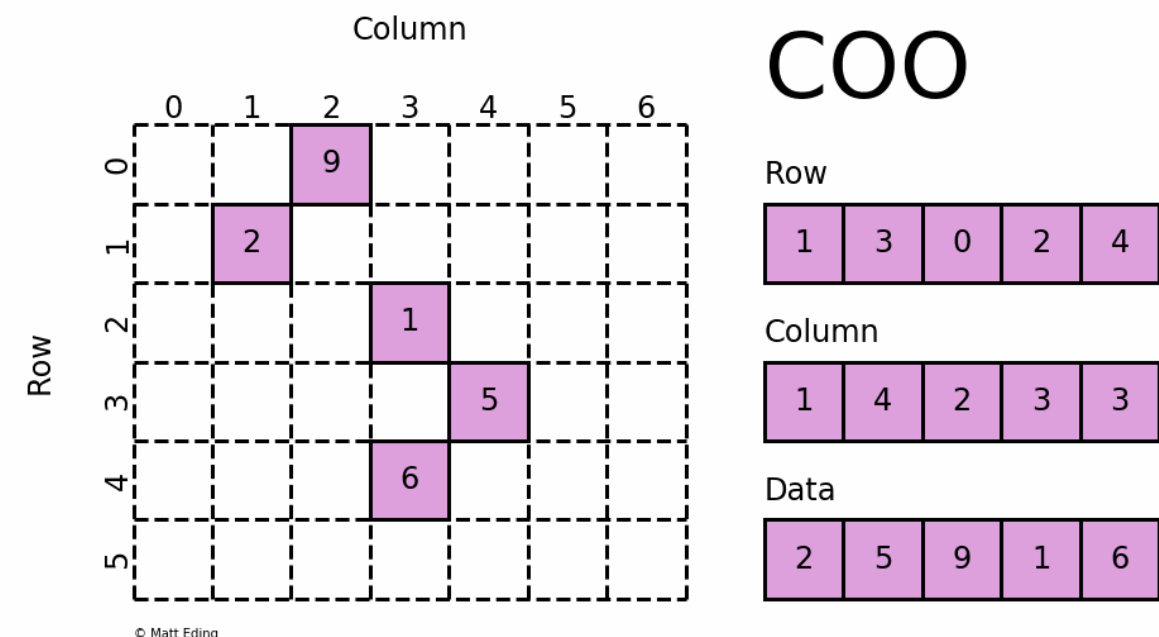 Column
COO
0 1 2 3 4 5 6
0 9
Row
1 2
1 3 0 2 4
2 1
Column
Row
3 5
1 4 2 3 3
4 6
Data
5
2 5 9 1 6
© Matt Eding